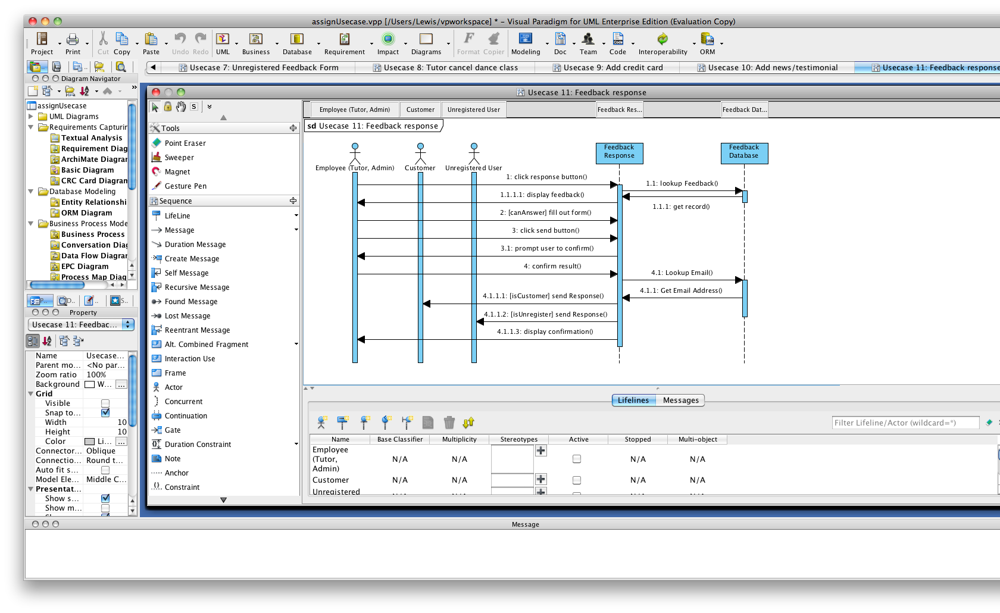 assignUsecase.vpp [/Users/Lewis/vpworkspace] * – Visual Paradigm for UML Enterprise Edition (Evaluation Copy)
Project Print Cut Copy Paste Undo Redo UML Business Database Requirement Impact Diagrams Format Copier Modeling Doc Team Code Interoperability ORM
Usecase 7: Unregistered Feedback Form Usecase 8: Tutor cancel dance class Usecase 9: Add credit card Usecase 10: Add news/testimonial Usecase 11: Feedback response
Diagram Navigator
assignUsecase
UML Diagrams
Requirements Capturin
Textual Analysis
Requirement Diag
ArchiMate Diagram
Basic Diagram
CRC Card Diagram
Database Modeling
Entity Relationshi
ORM Diagram
Business Process Mode
Business Process
Conversation Diag
Data Flow Diagram
EPC Diagram
Process Map Diag
P.. D.. .. S..
Property
Usecase 11: Feedbac...
Name Usecase...
Parent mo... <No par...
Zoom ratio 100%
Background W... ...
Grid
Visible
Snap to...
Width 10
Height 10
Color Li... ...
Connector... Oblique
Connectio... Round t...
Auto fit s...
Model Ele... Middle C...
Presentat...
Show s...
Show m...
Usecase 11: Feedback response
S
Tools
Point Eraser
Sweeper
Magnet
Gesture Pen
Sequence
LifeLine
Message
Duration Message
Create Message
Self Message
Recursive Message
Found Message
Lost Message
Reentrant Message
Alt. Combined Fragment
Interaction Use
Frame
Actor
Concurrent
Continuation
Gate
Duration Constraint
Note
Anchor
Constraint
Employee (Tutor, Admin) Customer Unregistered User Feedback Res... Feedback Dat...
sd Usecase 11: Feedback response
Feedback Response
Feedback Database
Employee (Tutor, Admin) Customer Unregistered User
1: click response button()
1.1: lookup Feedback()
1.1.1.1: display feedback()
1.1.1: get record()
2: [canAnswer] fill out form()
3: click send button()
3.1: prompt user to confirm()
4: confirm result()
4.1: Lookup Email()
4.1.1: Get Email Address()
4.1.1.1: [isCustomer] send Response()
4.1.1.2: [isUnregister] send Response()
4.1.1.3: display confirmation()
Lifelines Messages
Filter Lifeline/Actor (wildcard=*)
Name Base Classifier Multiplicity Stereotypes Active Stopped Multi-object
Employee (Tutor, Admin) N/A N/A N/A N/A
Customer N/A N/A N/A N/A
Unregistered N/A N/A N/A N/A
Message